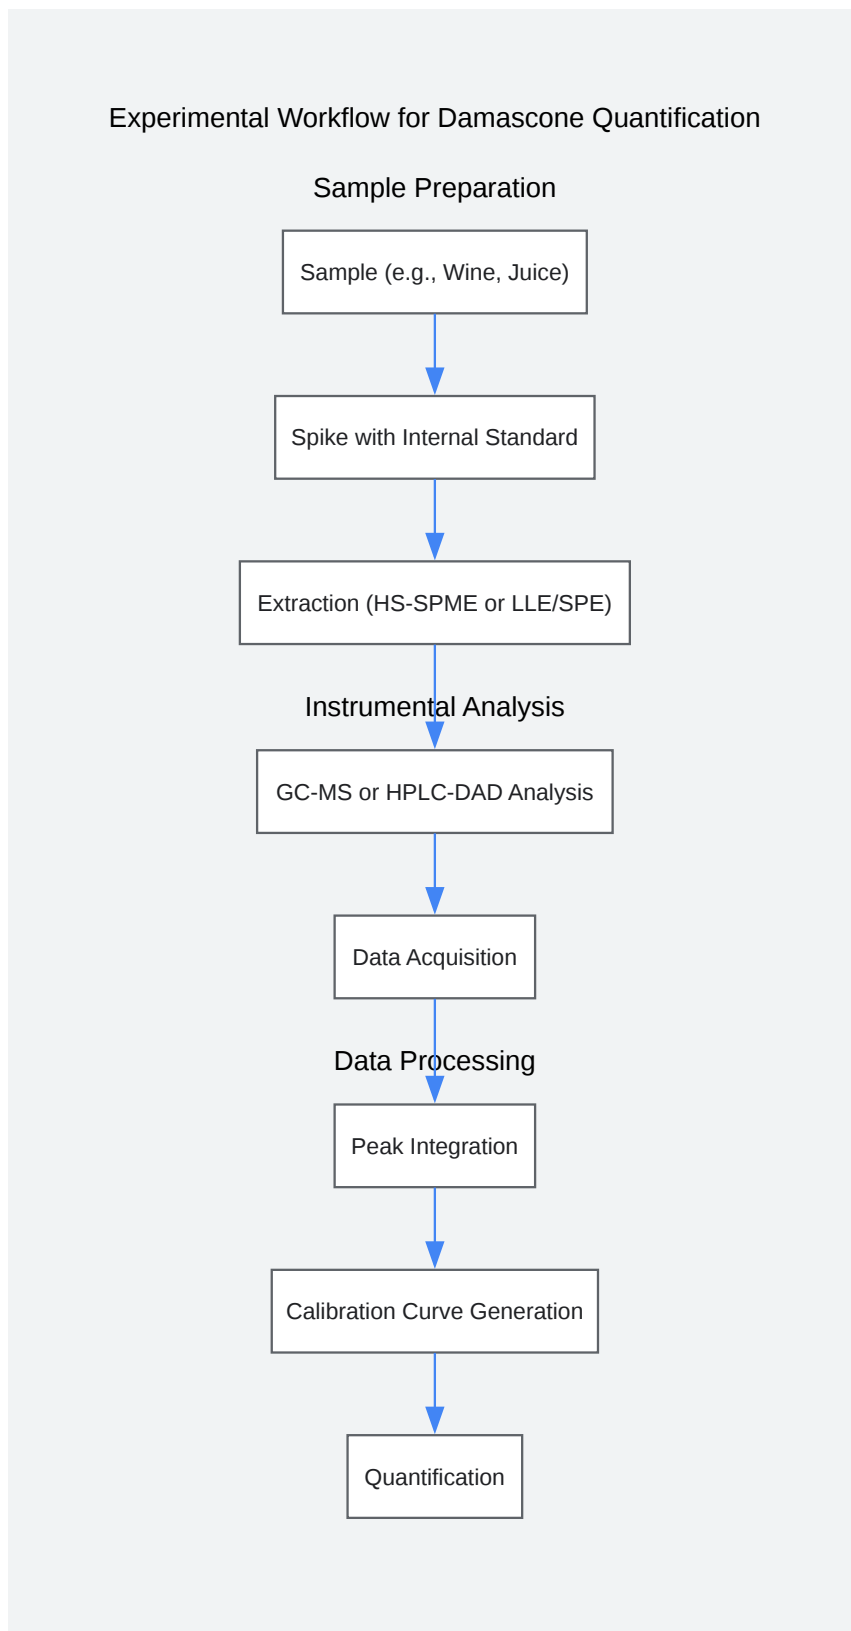 Experimental Workflow for Damascone Quantification
Sample Preparation
Sample (e.g., Wine, Juice)
Spike with Internal Standard
Extraction (HS-SPME or LLE/SPE)
Instrumental Analysis
GC-MS or HPLC-DAD Analysis
Data Acquisition
Data Processing
Peak Integration
Calibration Curve Generation
Quantification